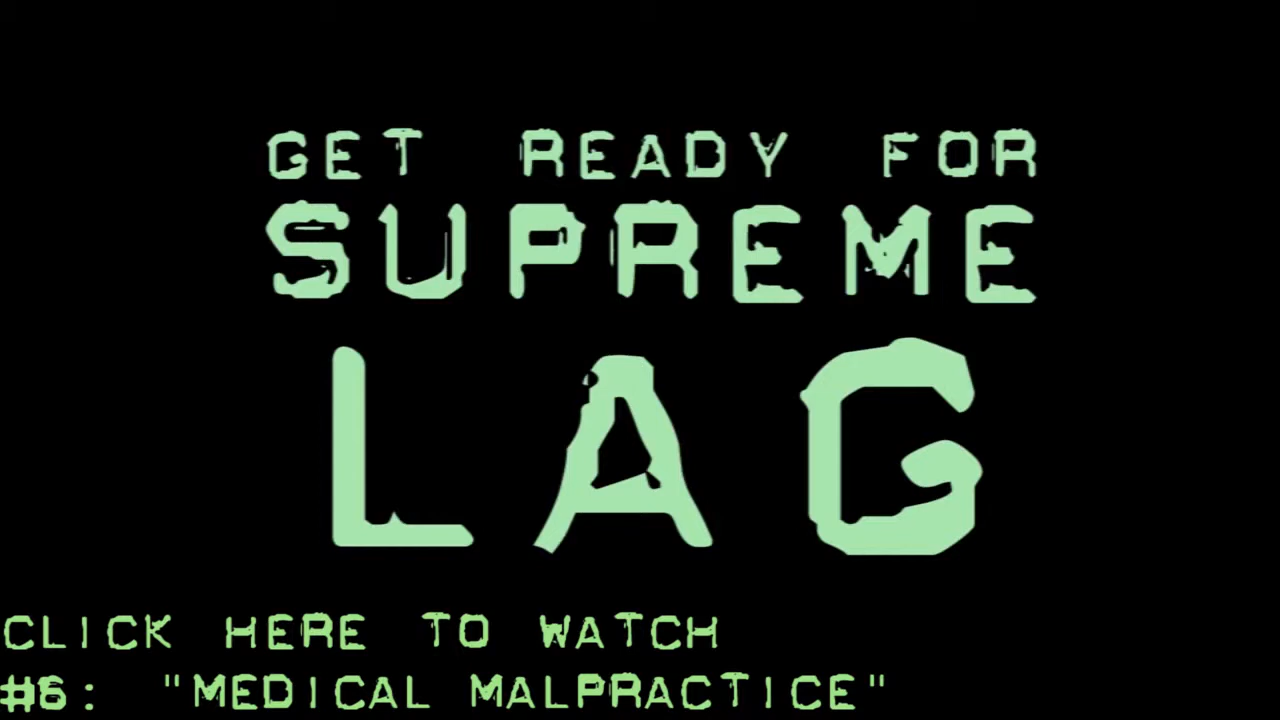 GET READY FOR
SUPREME
LAG
CLICK HERE TO WATCH
#6: "MEDICAL MALPRACTICE"